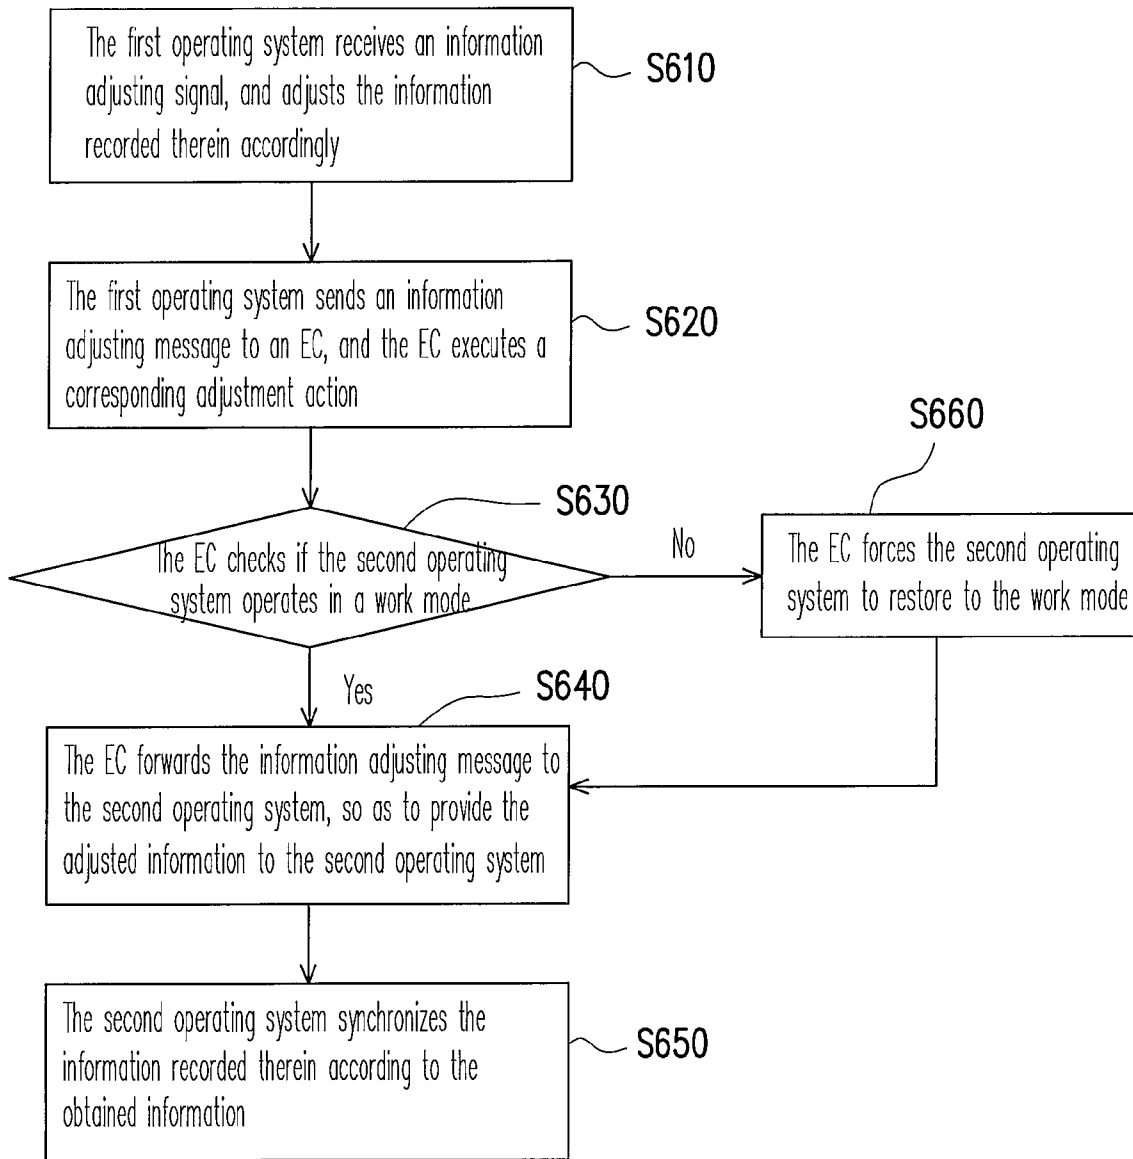 The first operating system receives an information
adjusting signal, and adjusts the information
recorded therein accordingly
S610
The first operating system sends an information
adjusting message to an EC, and the EC executes a
corresponding adjustment action
S620
S630
The EC checks if the second operating
system operates in a work mode
No
S660
The EC forces the second operating
system to restore to the work mode
Yes
S640
The EC forwards the information adjusting message to
the second operating system, so as to provide the
adjusted information to the second operating system
The second operating system synchronizes the
information recorded therein according to the
obtained information
S650